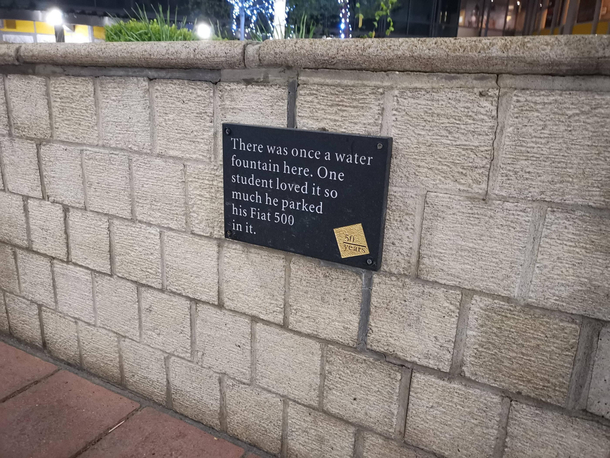 There was once a water
fountain here. One
student loved it so
much he parked
his Fiat 500
in it.
50
years